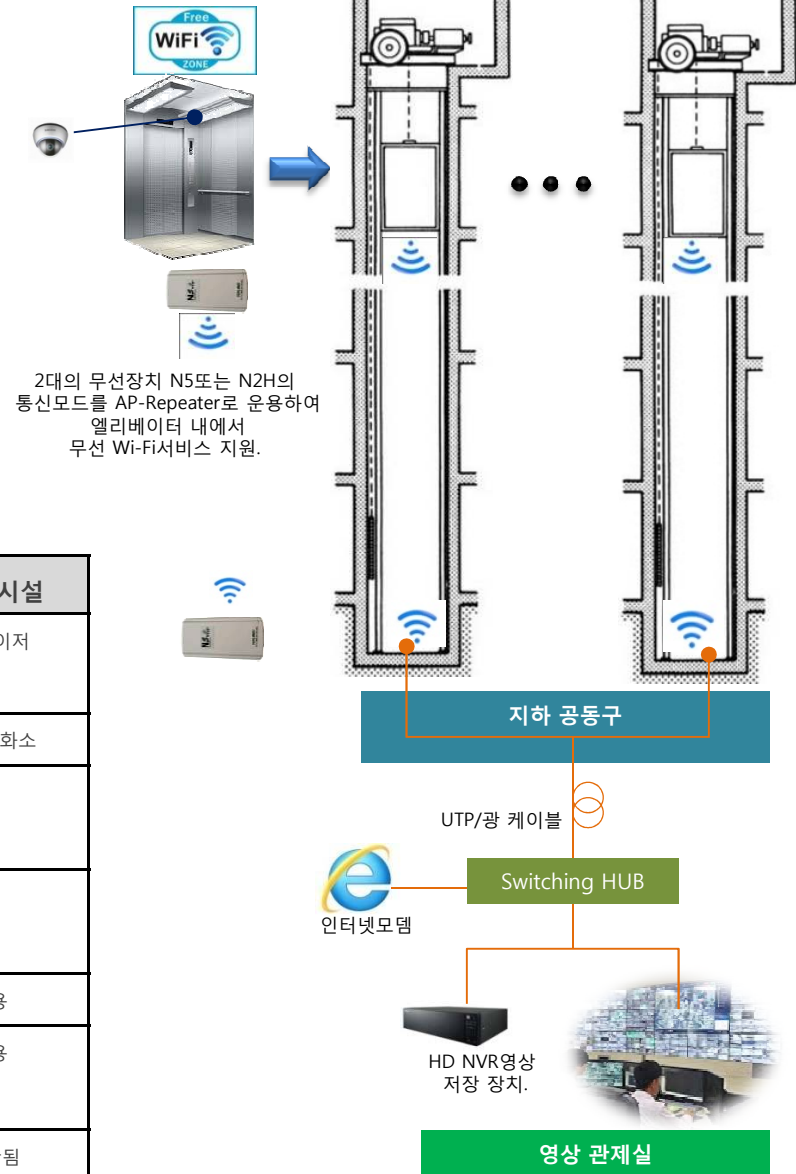 Free
WiFi
ZONE
2대의 무선장치 N5또는 N2H의
통신모드를 AP-Repeater로 운용하여
엘리베이터 내에서
무선 Wi-Fi서비스 지원.
시설
이저
화소
용
용
됨
지하 공동구
UTP/광 케이블
Switching HUB
인터넷모뎀
HD NVR영상
저장 장치.
영상 관제실